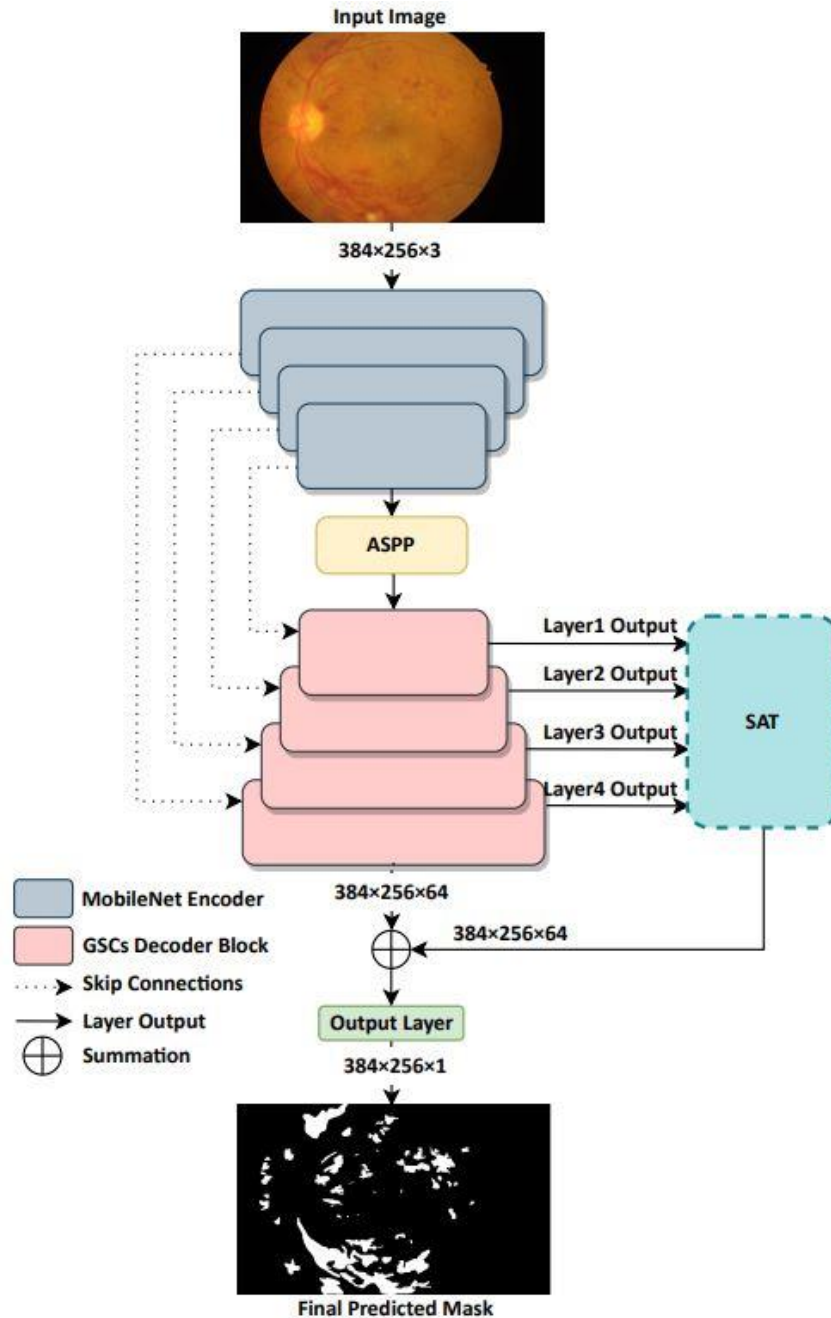 Input Image
384×256×3
ASPP
Layer1 Output
Layer2 Output
SAT
Layer3 Output
Layer4 Output
MobileNet Encoder
384×256×64
GSCs Decoder Block
384×256×64
Skip Connections
Layer Output
Output Layer
Summation
384×256×1
Final Predicted Mask